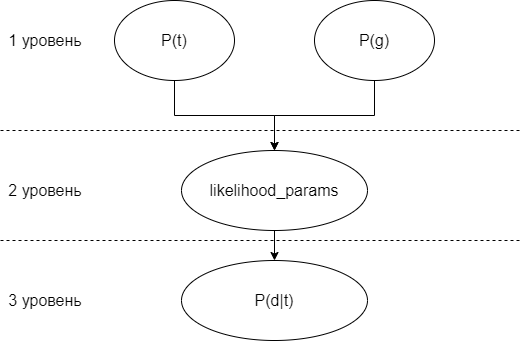 1 уровень
P(t)
P(g)
2 уровень
likelihood_params
3 уровень
P(d|t)